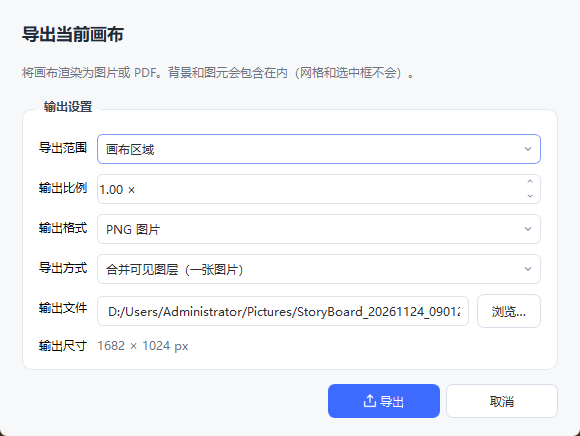 导出当前画布
将画布渲染为图片或 PDF。背景和图元会包含在内（网格和选中框不会）。
输出设置
导出范围 画布区域
输出比例 1.00 ×
输出格式 PNG 图片
导出方式 合并可见图层（一张图片）
输出文件 D:/Users/Administrator/Pictures/StoryBoard_20261124_09012 浏览...
输出尺寸 1682 × 1024 px
导出 取消